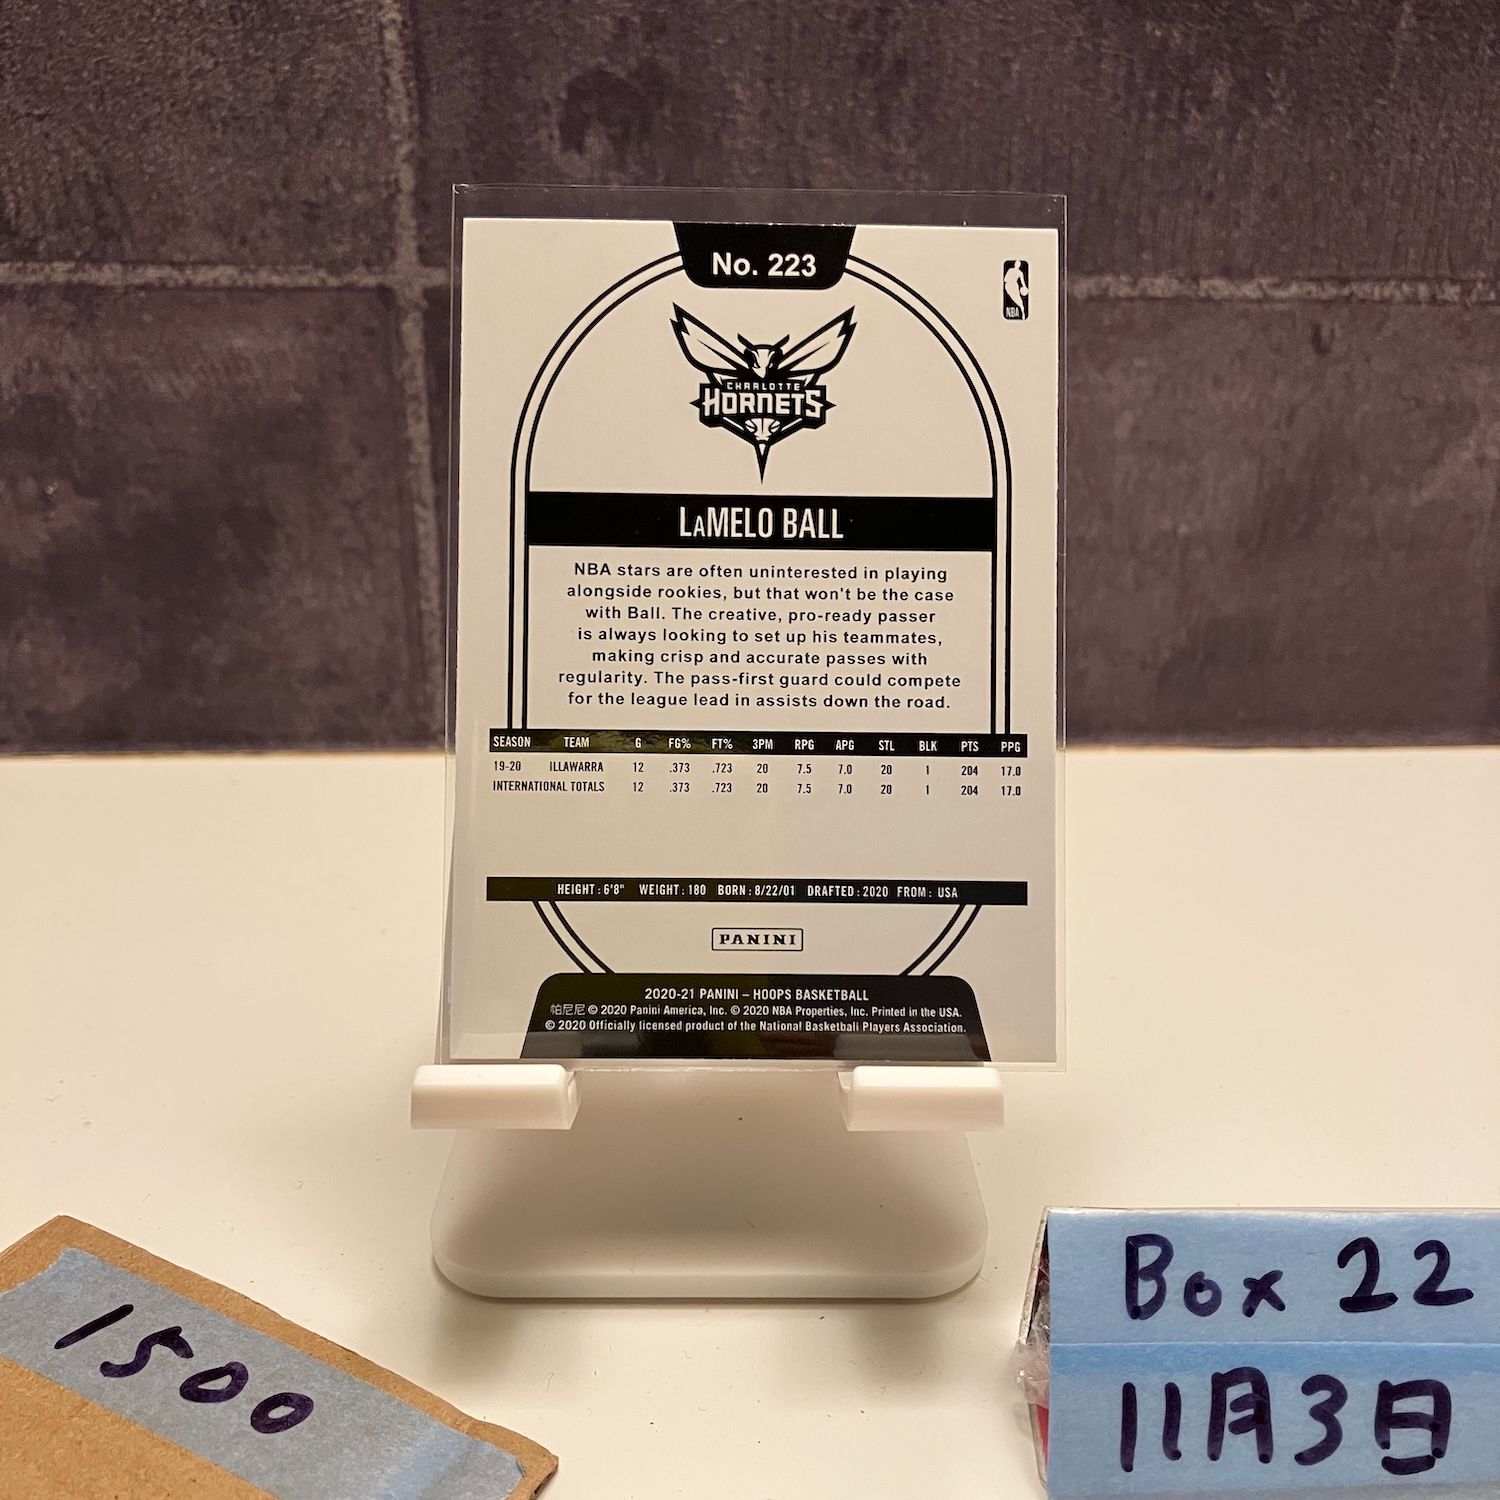 No. 223
NBA
CHARLOTTE
HORNETS
LAMELO BALL
NBA stars are often uninterested in playing
alongside rookies, but that won't be the case
with Ball. The creative, pro-ready passer
is always looking to set up his teammates,
making crisp and accurate passes with
regularity. The pass-first guard could compete
for the league lead in assists down the road.
SEASON TEAM G FG% FT% 3PM RPG APG STL BLK PTS PPG
19-20 ILLAWARRA 12 .373 .723 20 7.5 7.0 20 1 204 17.0
INTERNATIONAL TOTALS 12 .373 .723 20 7.5 7.0 20 1 204 17.0
HEIGHT: 6'8" WEIGHT: 180 BORN: 8/22/01 DRAFTED: 2020 FROM: USA
PANINI
2020-21 PANINI – HOOPS BASKETBALL
帕尼尼 © 2020 Panini America, Inc. © 2020 NBA Properties, Inc. Printed in the USA.
© 2020 Officially licensed product of the National Basketball Players Association.
1500
Box 22
11月3日